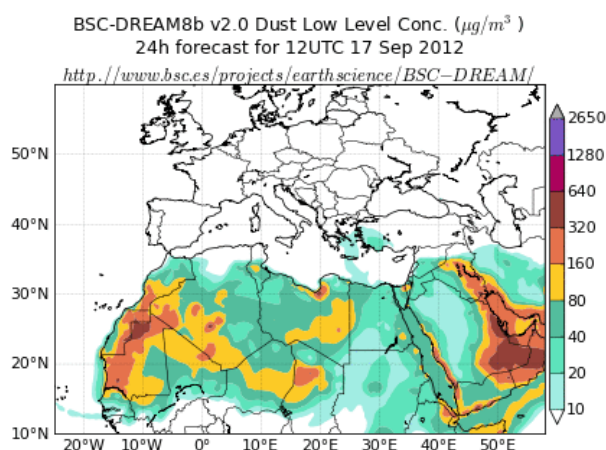 BSC-DREAM8b v2.0 Dust Low Level Conc. (μg/m³ )
24h forecast for 12UTC 17 Sep 2012
http://www.bsc.es/projects/earthscience/BSC-DREAM/
2650
1280
640
320
160
80
40
20
10
50°N
40°N
30°N
20°N
10°N
20°W 10°W 0° 10°E 20°E 30°E 40°E 50°E